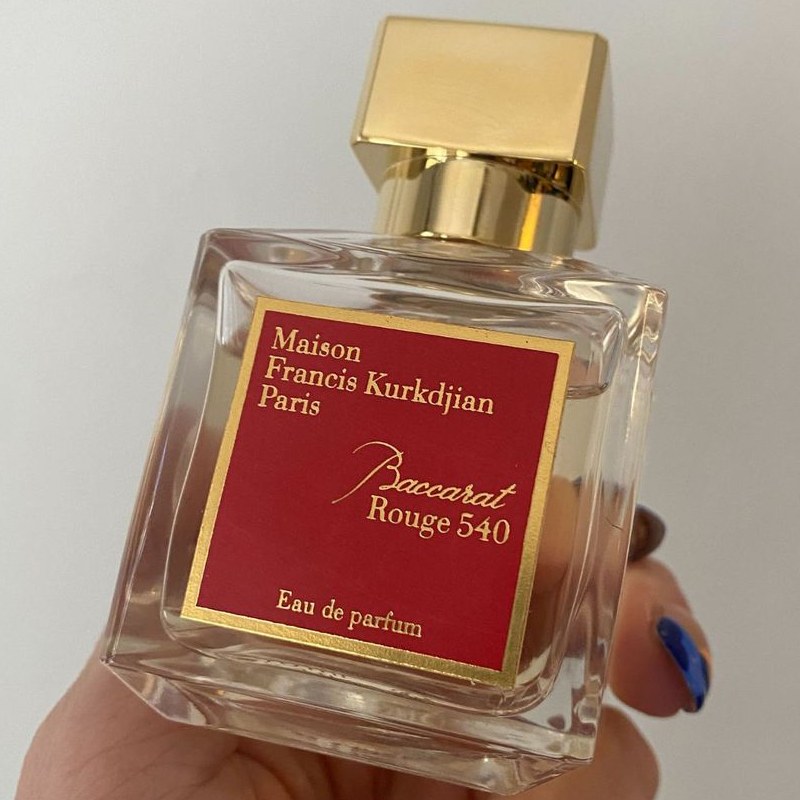 Maison
Francis Kurkdjian
Paris
Baccarat
Rouge 540
Eau de parfum